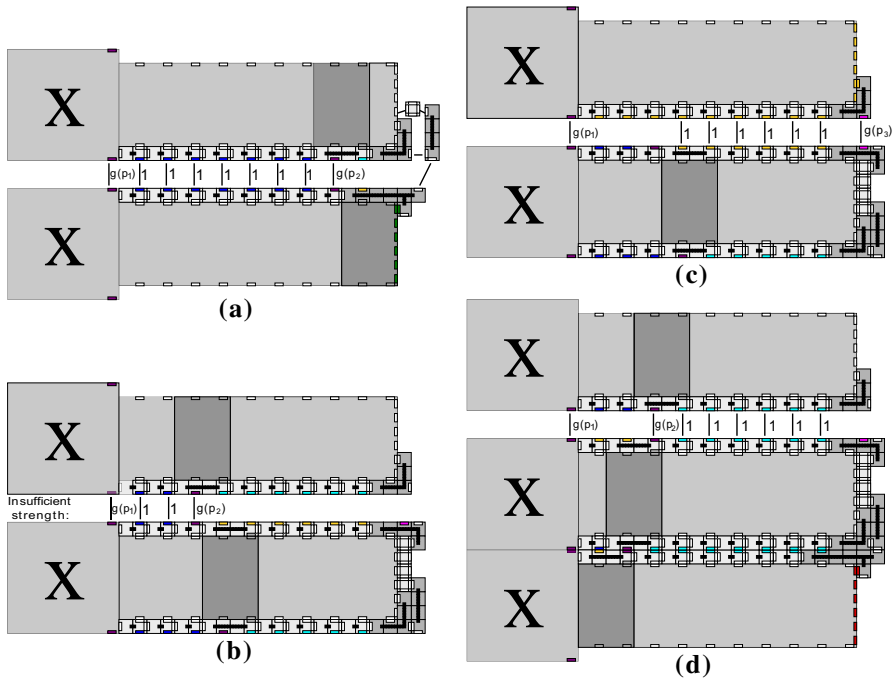 X
g(p₁) 1 1 1 1 1 1 1 g(p₂)
X
(a)
X
Insufficient
strength:
g(p₁) 1 1 g(p₂)
X
(b)
X
g(p₁) 1 1 1 1 1 1 g(p₃)
X
(c)
X
g(p₁) g(p₂) 1 1 1 1 1 1
X
X
(d)